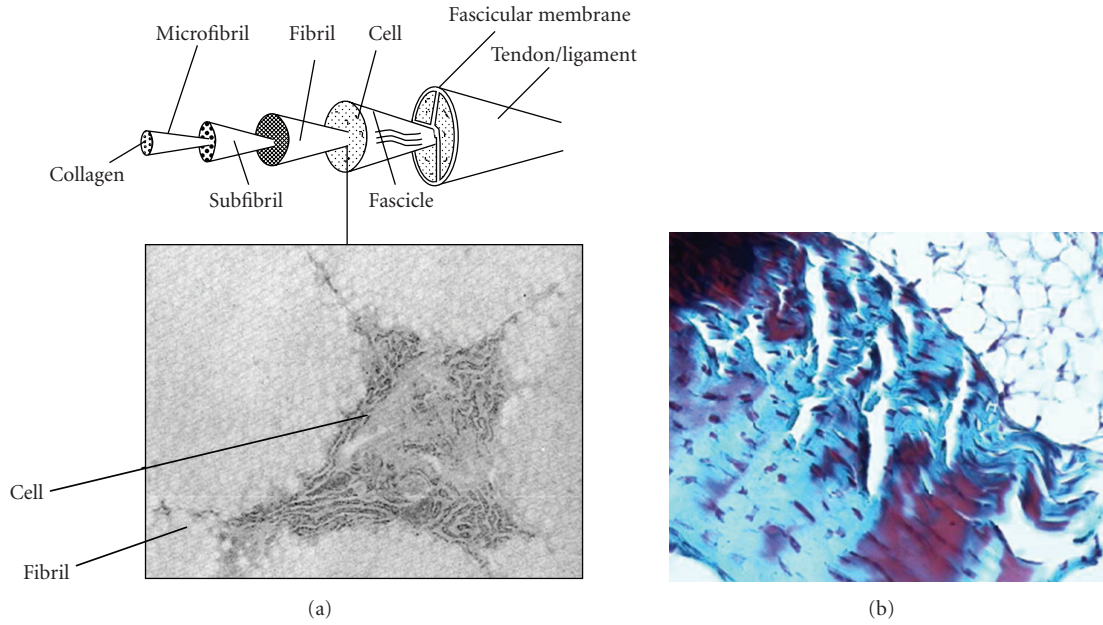 Fascicular membrane
Microfibril
Fibril
Cell
Tendon/ligament
Collagen
Subfibril
Fascicle
Cell
Fibril
(a)
(b)